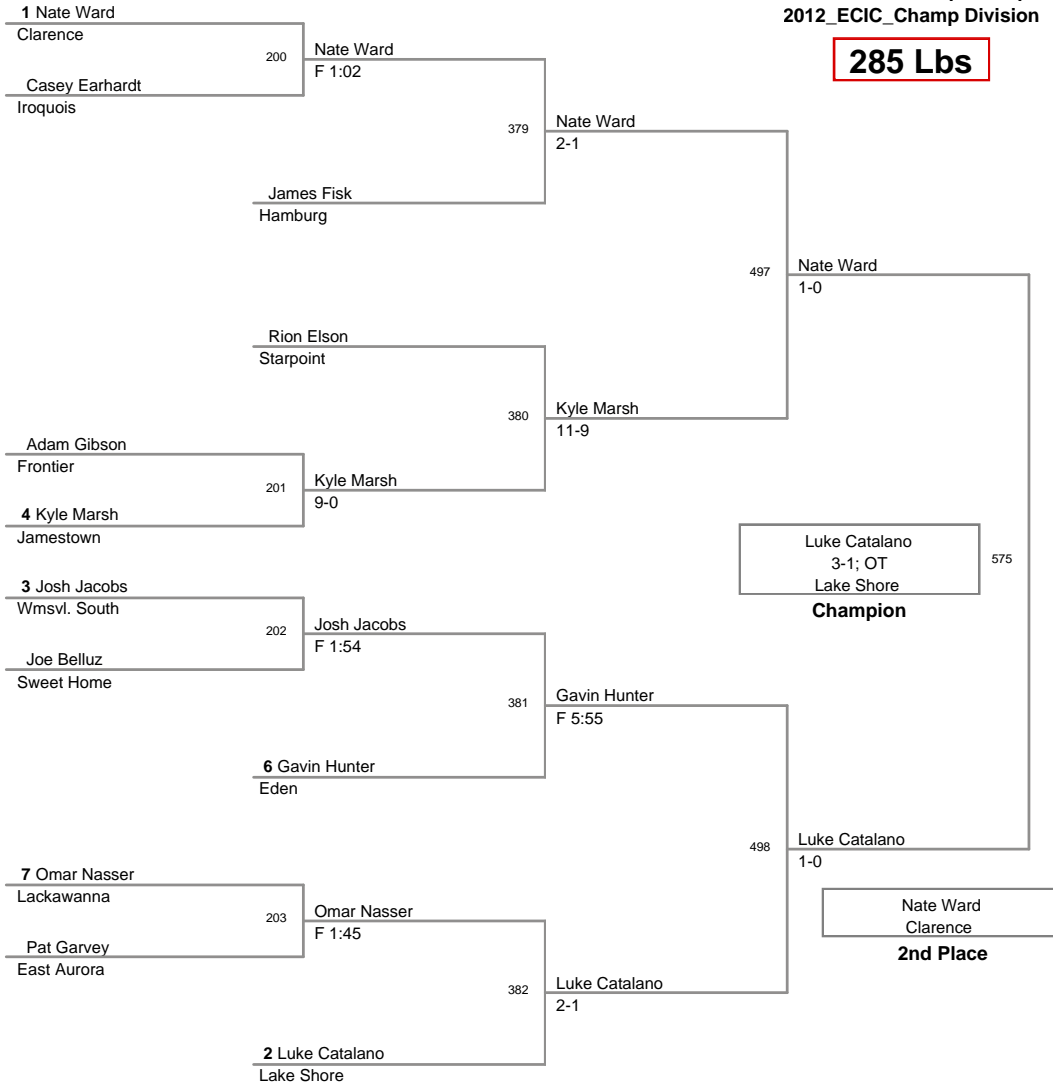 2012_ECIC_Champ Division
285 Lbs
1 Nate Ward
Clarence
200
Nate Ward
F 1:02
Casey Earhardt
Iroquois
379
Nate Ward
2-1
James Fisk
Hamburg
497
Nate Ward
1-0
Rion Elson
Starpoint
380
Kyle Marsh
11-9
Adam Gibson
Frontier
201
Kyle Marsh
9-0
4 Kyle Marsh
Jamestown
Luke Catalano
3-1; OT
Lake Shore
575
Champion
3 Josh Jacobs
Wmsvl. South
202
Josh Jacobs
F 1:54
Joe Belluz
Sweet Home
381
Gavin Hunter
F 5:55
6 Gavin Hunter
Eden
498
Luke Catalano
1-0
7 Omar Nasser
Lackawanna
203
Omar Nasser
F 1:45
Nate Ward
Clarence
2nd Place
Pat Garvey
East Aurora
382
Luke Catalano
2-1
2 Luke Catalano
Lake Shore